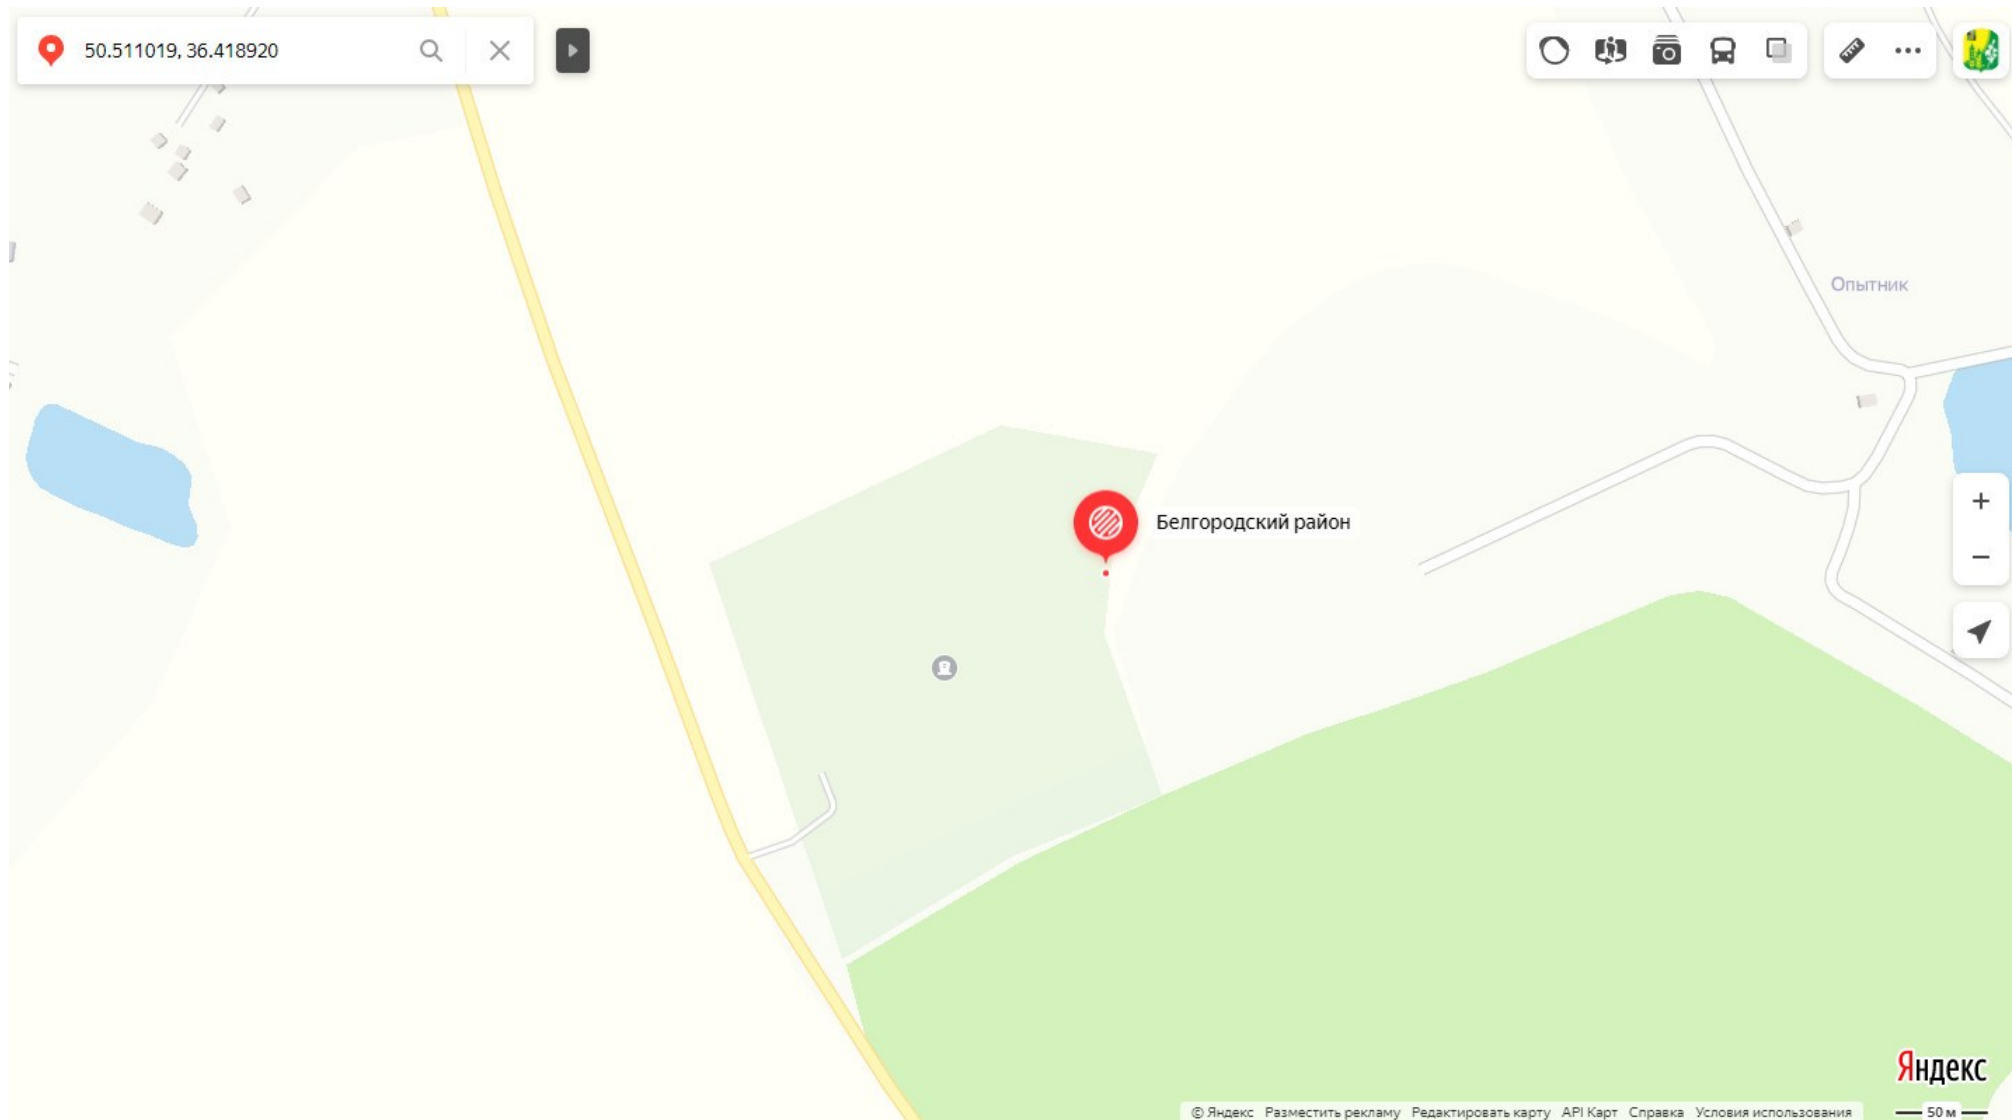 50.511019, 36.418920
Опытник
Белгородский район
Яндекс
© Яндекс Разместить рекламу Редактировать карту API Карт Справка Условия использования 50 м